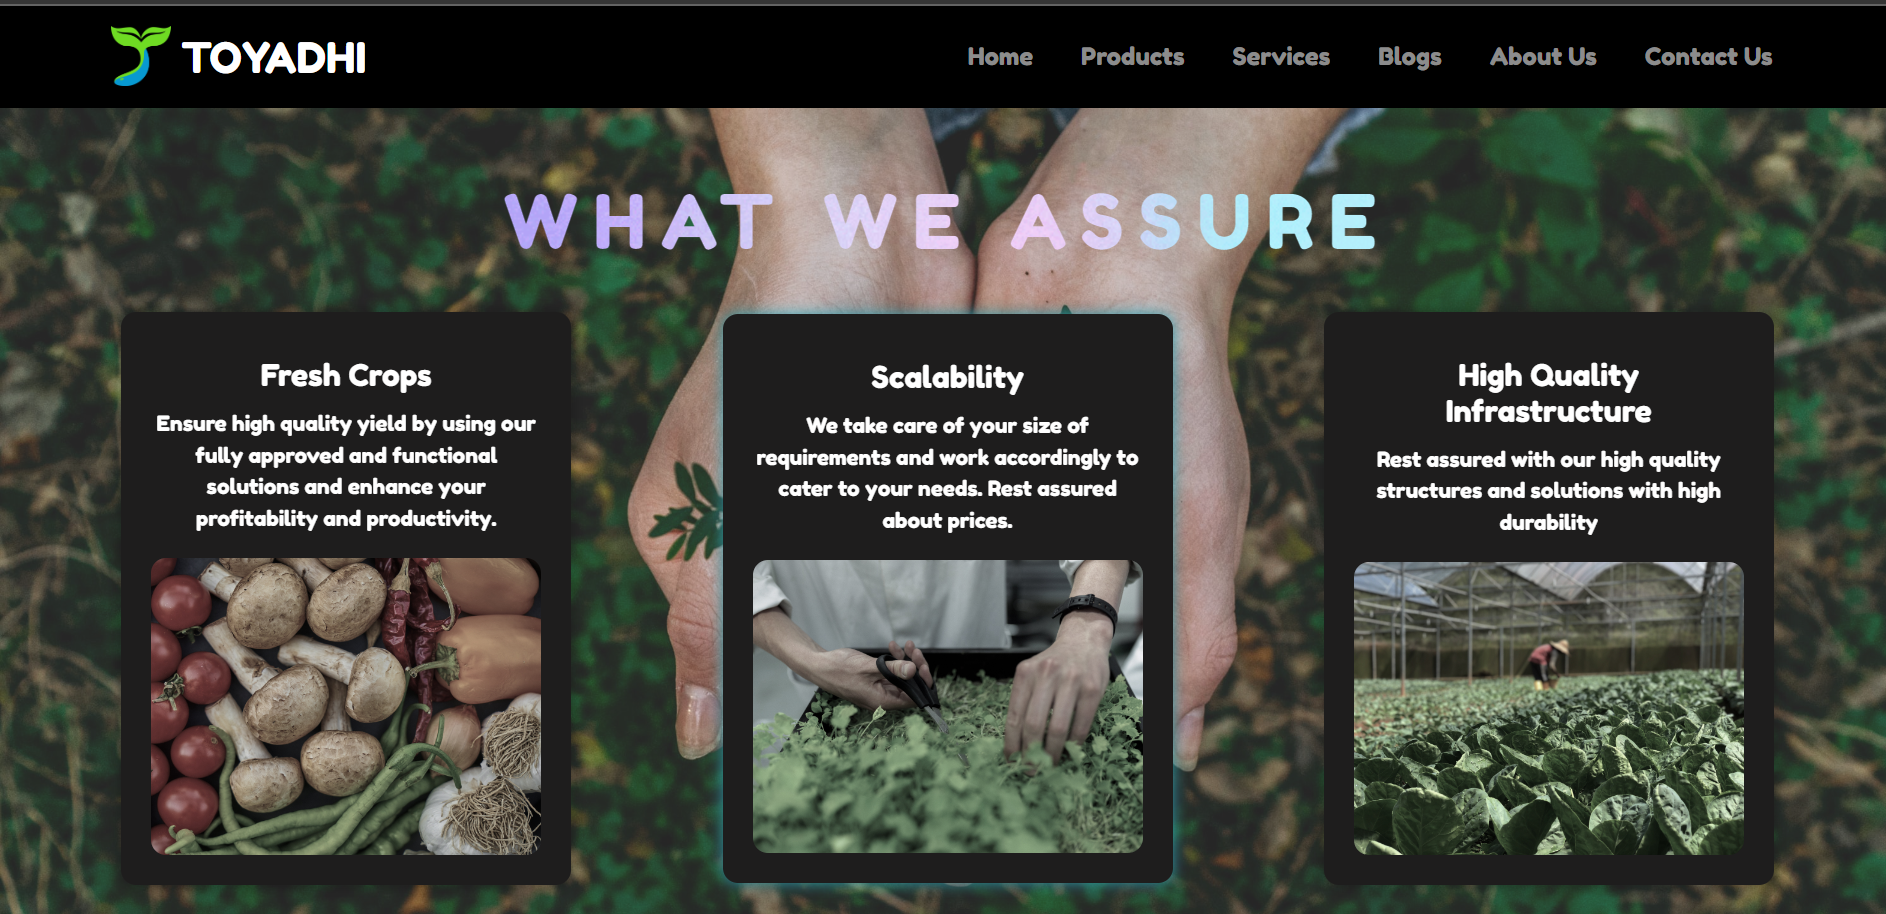 TOYADHI
Home Products Services Blogs About Us Contact Us
WHAT WE ASSURE
Fresh Crops
Ensure high quality yield by using our
fully approved and functional
solutions and enhance your
profitability and productivity.
Scalability
We take care of your size of
requirements and work accordingly to
cater to your needs. Rest assured
about prices.
High Quality
Infrastructure
Rest assured with our high quality
structures and solutions with high
durability